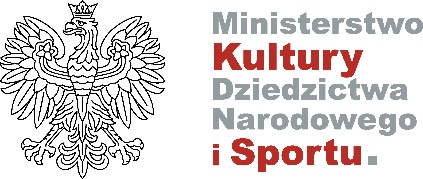 Ministerstwo
Kultury
Dziedzictwa
Narodowego
i Sportu.